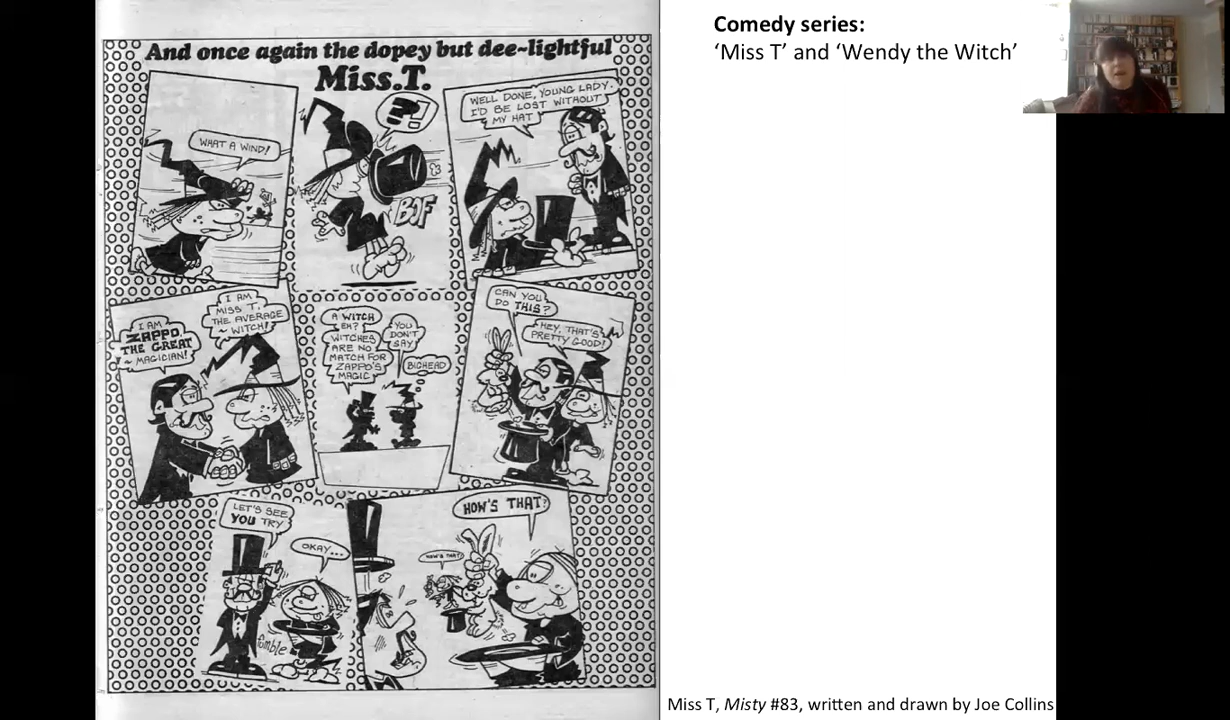 And once again the dopey but dee-lightful
Miss.T.
WHAT A WIND!
?!
BOF
WELL DONE, YOUNG LADY.
I'D BE LOST WITHOUT
MY HAT
I AM
ZAPPO,
THE GREAT
~ MAGICIAN!
I AM
MISS T,
THE AVERAGE
~ WITCH!
A WITCH
EH?
WITCHES
ARE NO
MATCH FOR
ZAPPO'S
MAGIC
YOU
DON'T
SAY
BIGHEAD
CAN YOU
DO THIS?
HEY, THAT'S
PRETTY GOOD!
LET'S SEE
YOU TRY
OKAY...
fumble
HOW'S THAT?
HOW'S THAT?
Comedy series:
‘Miss T’ and ‘Wendy the Witch’
Miss T, Misty #83, written and drawn by Joe Collins